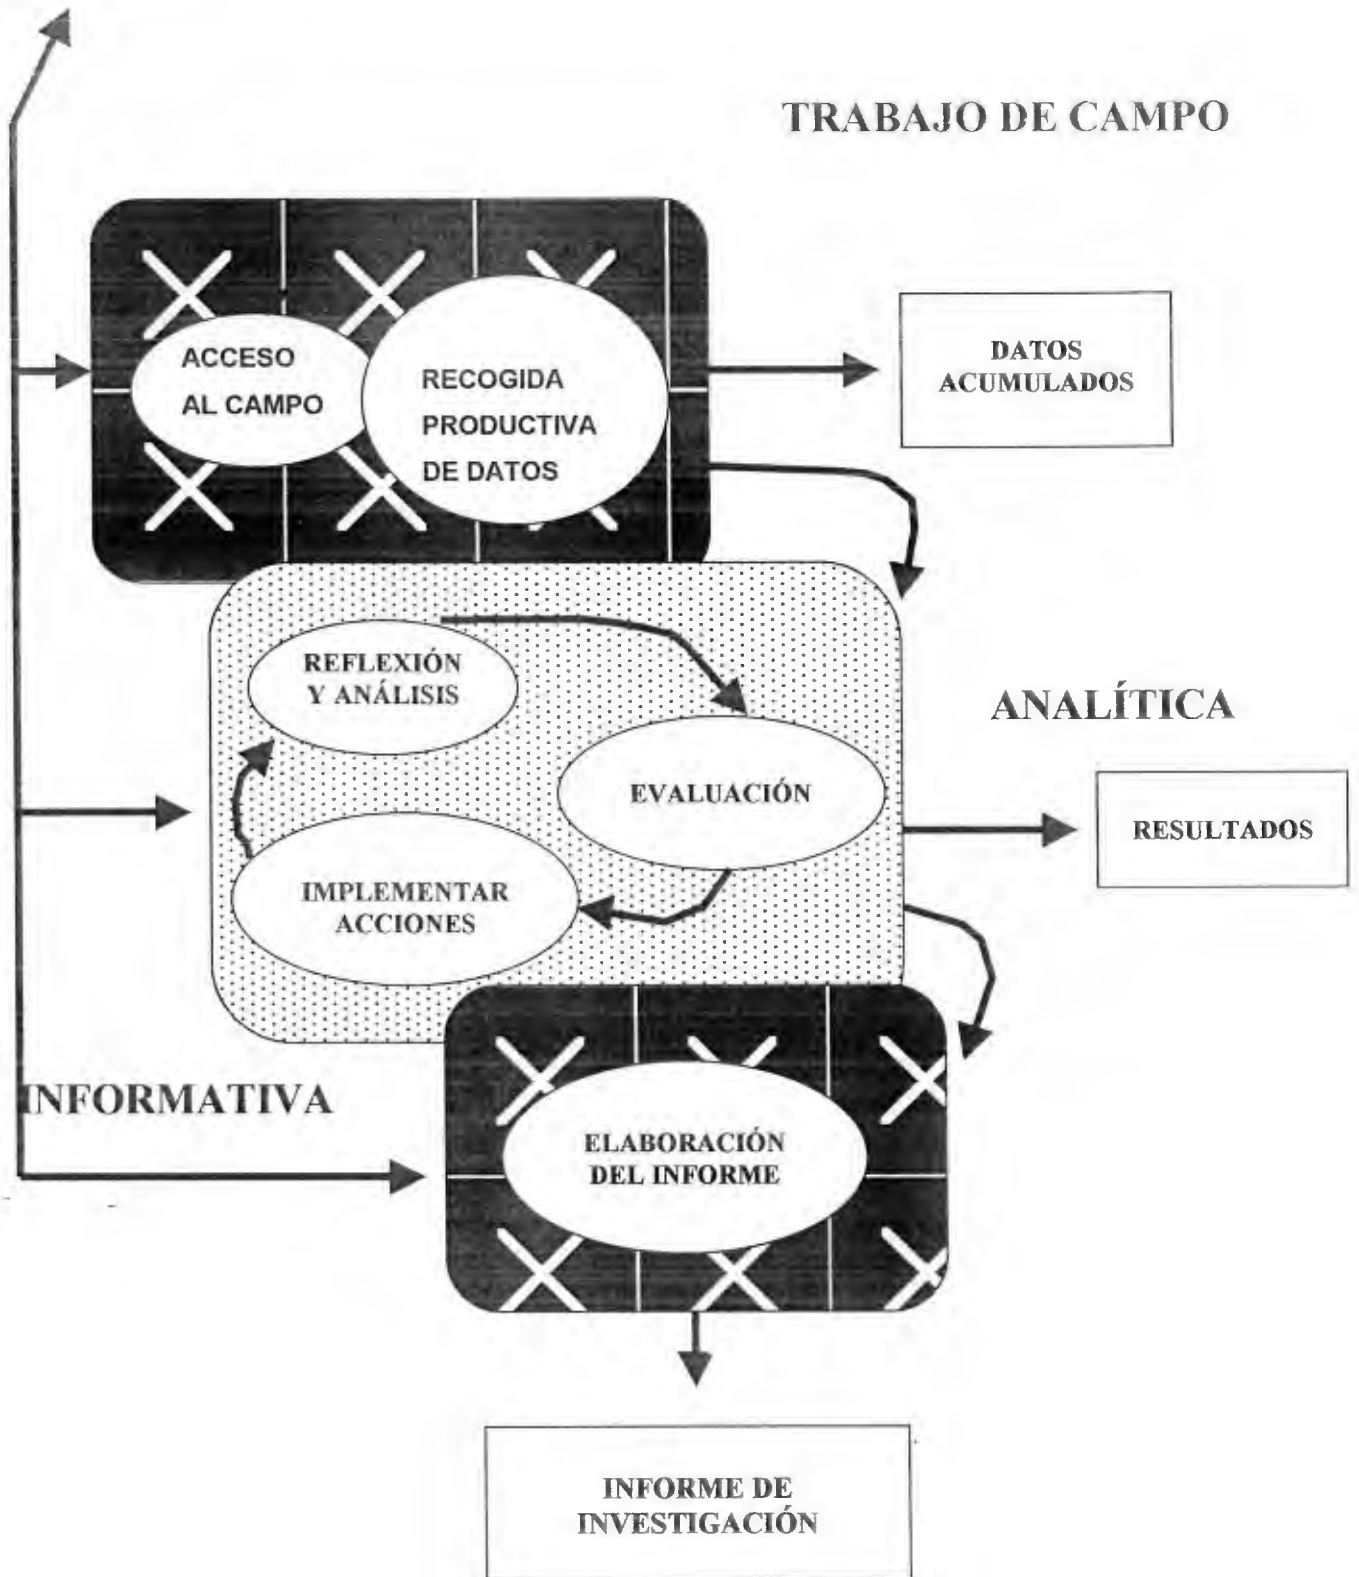 TRABAJO DE CAMPO
ACCESO
AL CAMPO
RECOGIDA
PRODUCTIVA
DE DATOS
DATOS
ACUMULADOS
REFLEXIÓN
Y ANÁLISIS
ANALÍTICA
EVALUACIÓN
RESULTADOS
IMPLEMENTAR
ACCIONES
INFORMATIVA
ELABORACIÓN
DEL INFORME
INFORME DE
INVESTIGACIÓN